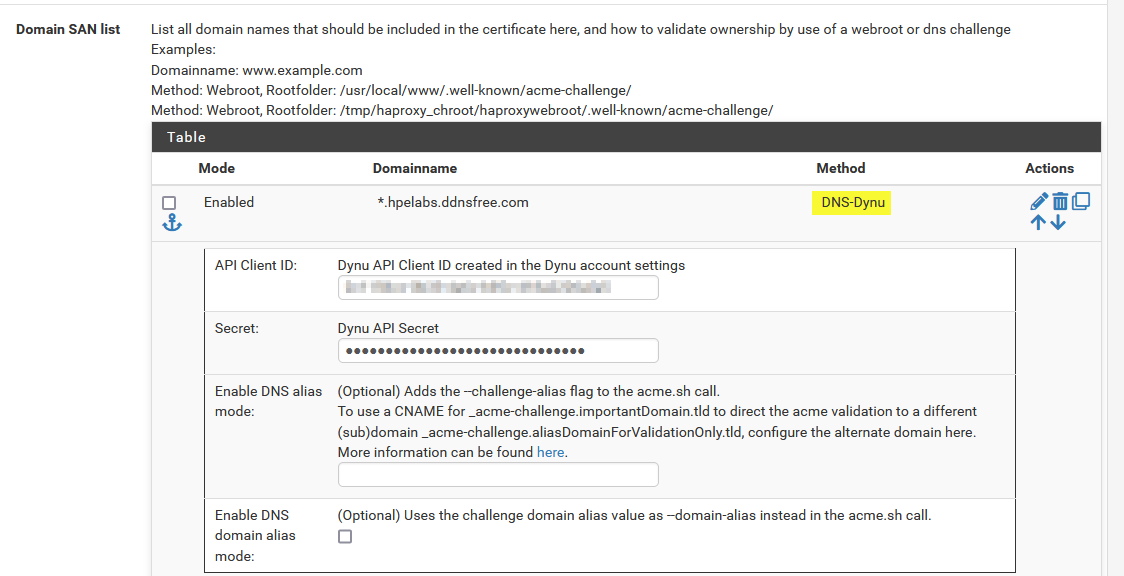 Domain SAN list
List all domain names that should be included in the certificate here, and how to validate ownership by use of a webroot or dns challenge
Examples:
Domainname: www.example.com
Method: Webroot, Rootfolder: /usr/local/www/.well-known/acme-challenge/
Method: Webroot, Rootfolder: /tmp/haproxy_chroot/haproxywebroot/.well-known/acme-challenge/
Table
Mode Domainname Method Actions
Enabled *.hpelabs.ddnsfree.com DNS-Dynu
API Client ID: Dynu API Client ID created in the Dynu account settings
Secret: Dynu API Secret
••••••••••••••••••••••••••••••
Enable DNS alias mode: (Optional) Adds the --challenge-alias flag to the acme.sh call.
To use a CNAME for _acme-challenge.importantDomain.tld to direct the acme validation to a different
(sub)domain _acme-challenge.aliasDomainForValidationOnly.tld, configure the alternate domain here.
More information can be found here.
Enable DNS domain alias mode: (Optional) Uses the challenge domain alias value as --domain-alias instead in the acme.sh call.